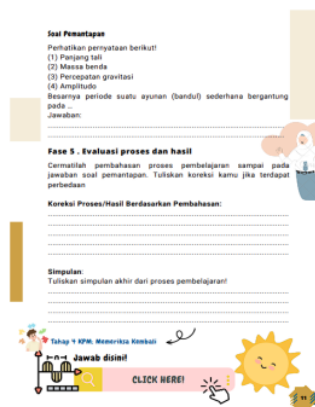 Soal Pemantapan
Perhatikan pernyataan berikut!
(1) Panjang tali
(2) Massa benda
(3) Percepatan gravitasi
(4) Amplitudo
Besarnya periode suatu ayunan (bandul) sederhana bergantung
pada ...
Jawaban:
Fase 5 . Evaluasi proses dan hasil
Cermatilah pembahasan proses pembelajaran sampai pada
jawaban soal pemantapan. Tuliskan koreksi kamu jika terdapat
perbedaan
Koreksi Proses/Hasil Berdasarkan Pembahasan:
Simpulan:
Tuliskan simpulan akhir dari proses pembelajaran!
Tahap 4 KPM: Memeriksa Kembali
Jawab disini!
CLICK HERE!